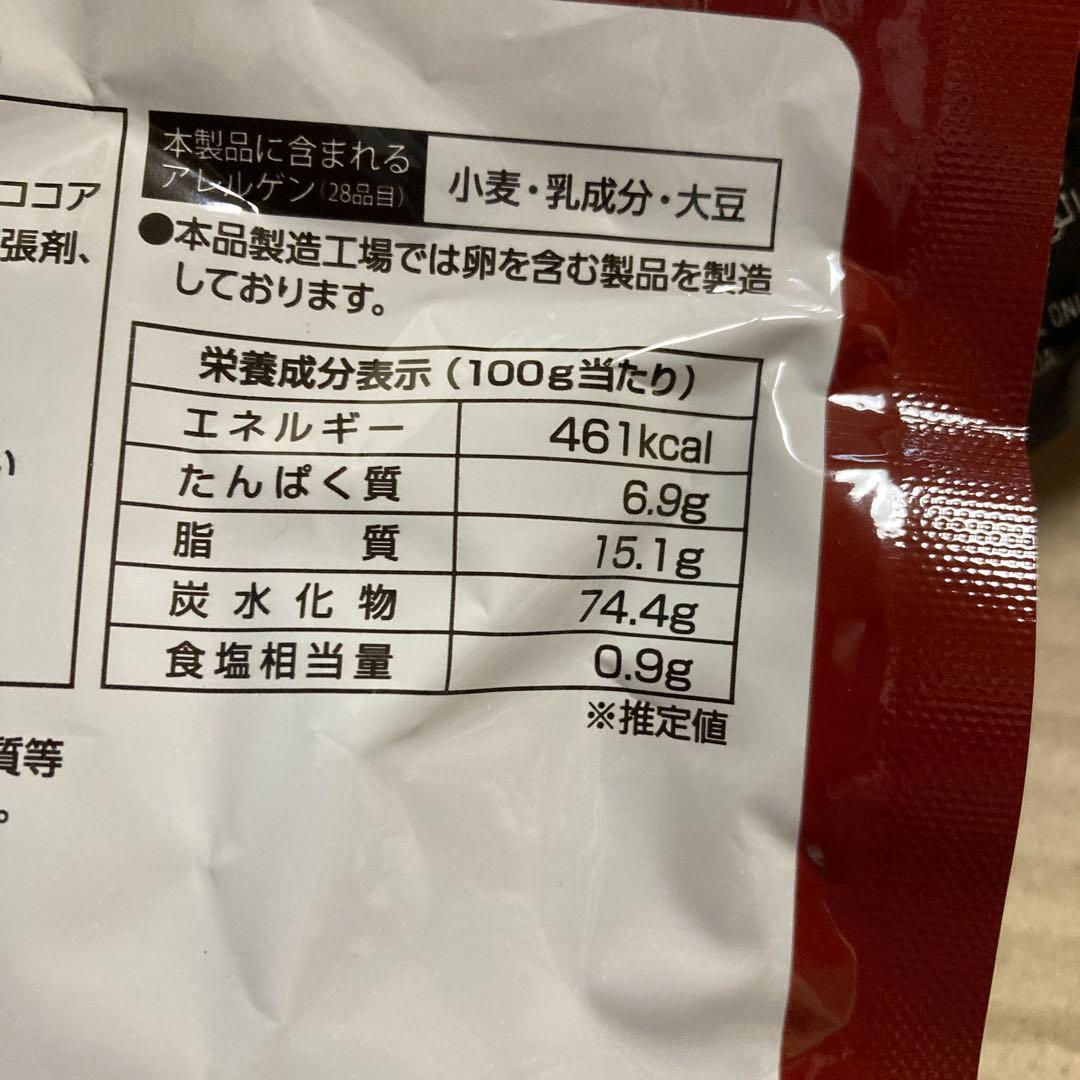 ココア
張剤、
い
質等
。
本製品に含まれる
アレルゲン(28品目)
小麦・乳成分・大豆
●本品製造工場では卵を含む製品を製造
しております。
栄養成分表示(100g当たり)
エネルギー 461kcal
たんぱく質 6.9g
脂質 15.1g
炭水化物 74.4g
食塩相当量 0.9g
※推定値